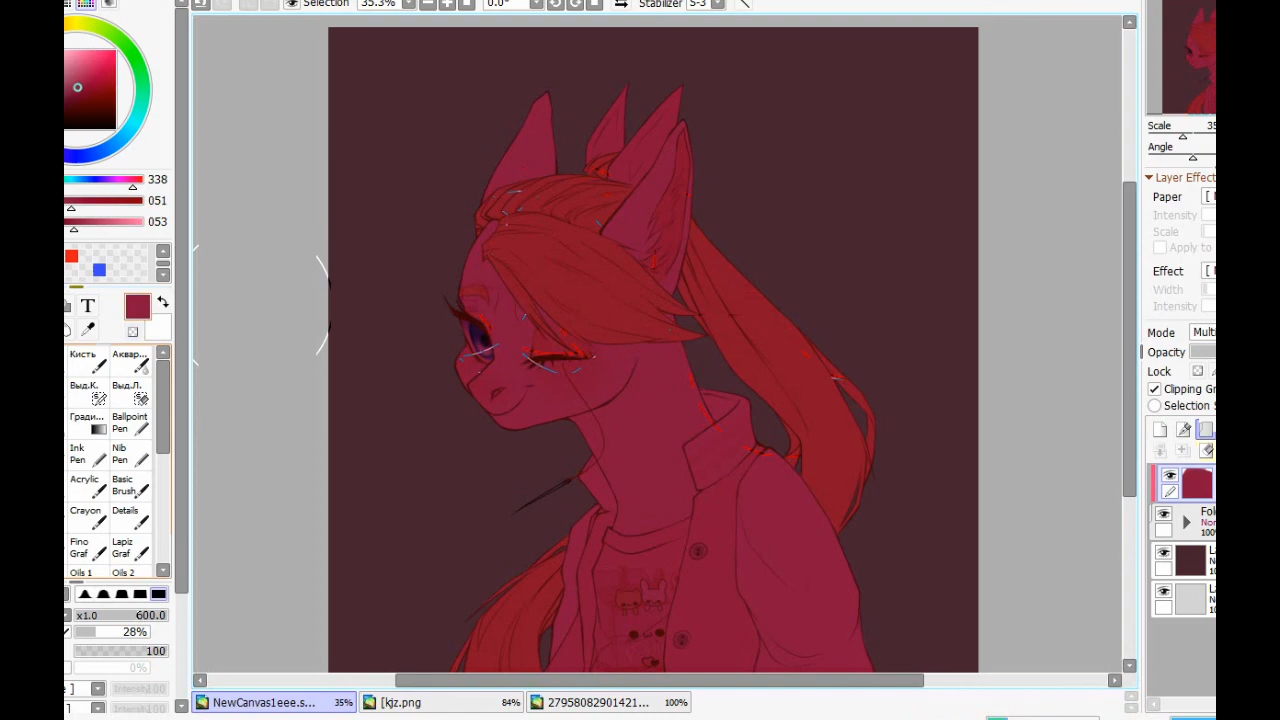 Selection 35.3% 0.0° Stabilizer S-3
338
051
053
T
Кисть Аквар...
Выд.К. Выд.Л.
Гради... Ballpoint Pen
Ink Pen Nib Pen
Acrylic Basic Brush
Crayon Details
Fino Graf Lapiz Graf
Oils 1 Oils 2
x1.0 600.0
28%
100
0%
Scale 35
Angle
Layer Effec
Paper [
Intensity
Scale
Apply to
Effect [
Width
Intensity
Mode Multi
Opacity
Lock
Clipping Gr
Selection S
NewCanvas1eee.s... 35% [kjz.png 84% 27958082901421... 100%